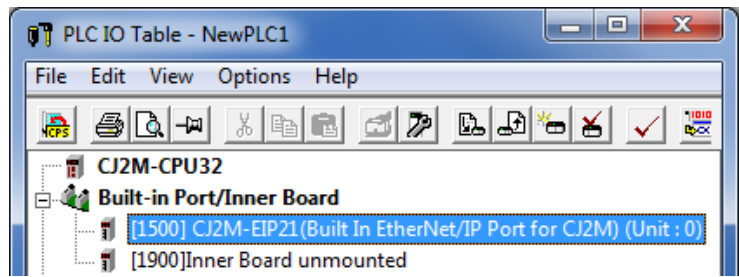 PLC IO Table - NewPLC1
File Edit View Options Help
CJ2M-CPU32
Built-in Port/Inner Board
[1500] CJ2M-EIP21(Built In EtherNet/IP Port for CJ2M) (Unit : 0)
[1900]Inner Board unmounted